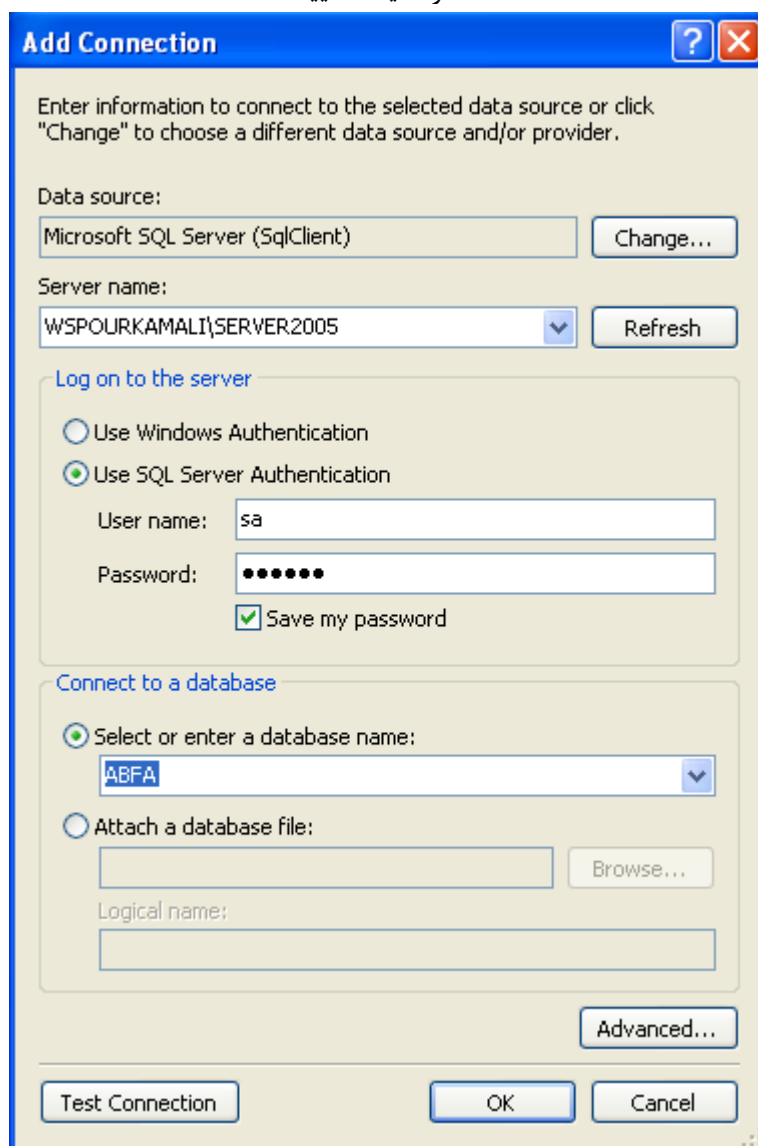 Add Connection
Enter information to connect to the selected data source or click
"Change" to choose a different data source and/or provider.
Data source:
Microsoft SQL Server (SqlClient)
Change...
Server name:
WSPOURKAMALI\SERVER2005
Refresh
Log on to the server
Use Windows Authentication
Use SQL Server Authentication
User name:
sa
Password:
●●●●●●
Save my password
Connect to a database
Select or enter a database name:
ABFA
Attach a database file:
Browse...
Logical name:
Advanced...
Test Connection
OK
Cancel